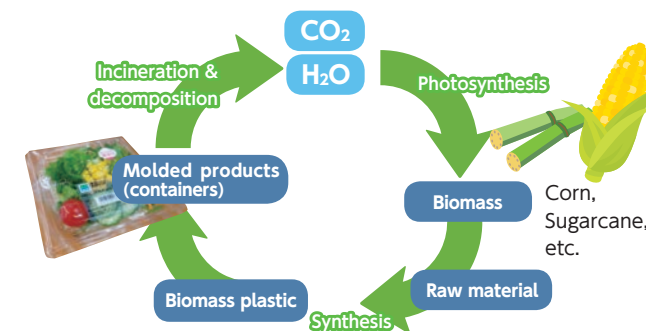 CO₂
H₂O
Incineration &
decomposition
Photosynthesis
Molded products
(containers)
Biomass
Corn,
Sugarcane,
etc.
Biomass plastic
Raw material
Synthesis